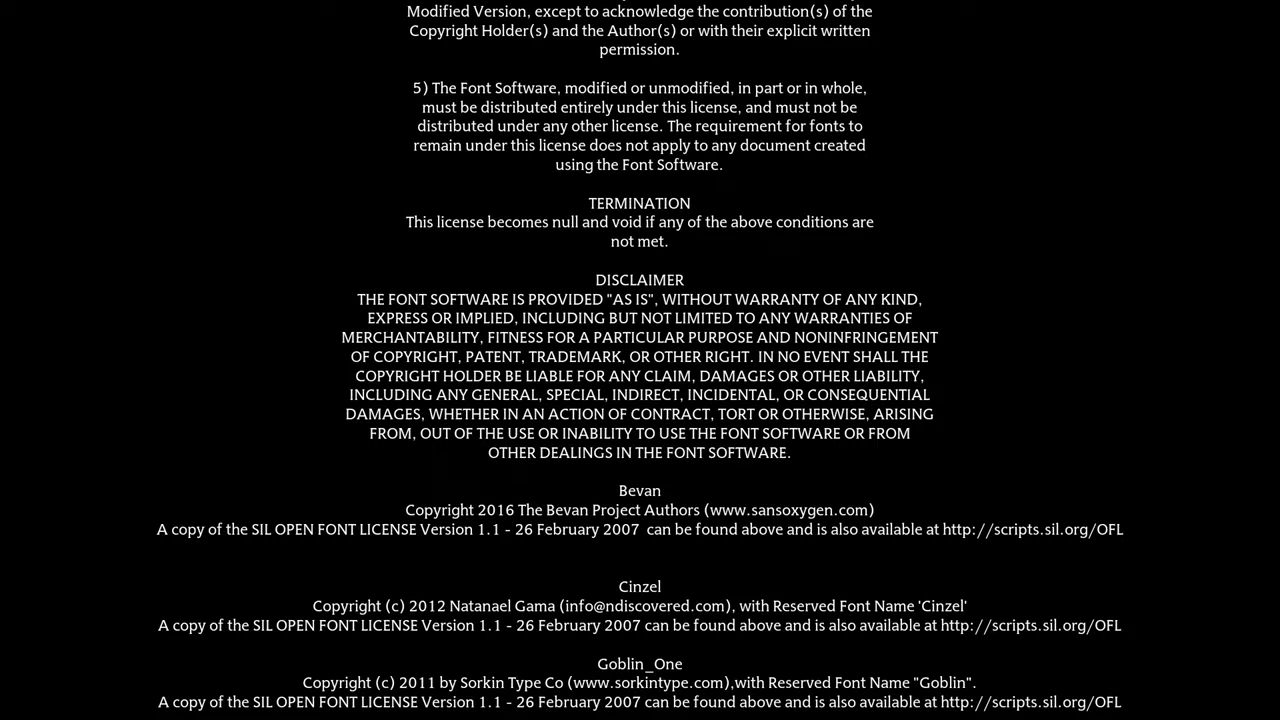 Modified Version, except to acknowledge the contribution(s) of the
Copyright Holder(s) and the Author(s) or with their explicit written
permission.
5) The Font Software, modified or unmodified, in part or in whole,
must be distributed entirely under this license, and must not be
distributed under any other license. The requirement for fonts to
remain under this license does not apply to any document created
using the Font Software.
TERMINATION
This license becomes null and void if any of the above conditions are
not met.
DISCLAIMER
THE FONT SOFTWARE IS PROVIDED "AS IS", WITHOUT WARRANTY OF ANY KIND,
EXPRESS OR IMPLIED, INCLUDING BUT NOT LIMITED TO ANY WARRANTIES OF
MERCHANTABILITY, FITNESS FOR A PARTICULAR PURPOSE AND NONINFRINGEMENT
OF COPYRIGHT, PATENT, TRADEMARK, OR OTHER RIGHT. IN NO EVENT SHALL THE
COPYRIGHT HOLDER BE LIABLE FOR ANY CLAIM, DAMAGES OR OTHER LIABILITY,
INCLUDING ANY GENERAL, SPECIAL, INDIRECT, INCIDENTAL, OR CONSEQUENTIAL
DAMAGES, WHETHER IN AN ACTION OF CONTRACT, TORT OR OTHERWISE, ARISING
FROM, OUT OF THE USE OR INABILITY TO USE THE FONT SOFTWARE OR FROM
OTHER DEALINGS IN THE FONT SOFTWARE.
Bevan
Copyright 2016 The Bevan Project Authors (www.sansoxygen.com)
A copy of the SIL OPEN FONT LICENSE Version 1.1 - 26 February 2007  can be found above and is also available at http://scripts.sil.org/OFL
Cinzel
Copyright (c) 2012 Natanael Gama (info@ndiscovered.com), with Reserved Font Name 'Cinzel'
A copy of the SIL OPEN FONT LICENSE Version 1.1 - 26 February 2007 can be found above and is also available at http://scripts.sil.org/OFL
Goblin_One
Copyright (c) 2011 by Sorkin Type Co (www.sorkintype.com),with Reserved Font Name "Goblin".
A copy of the SIL OPEN FONT LICENSE Version 1.1 - 26 February 2007 can be found above and is also available at http://scripts.sil.org/OFL